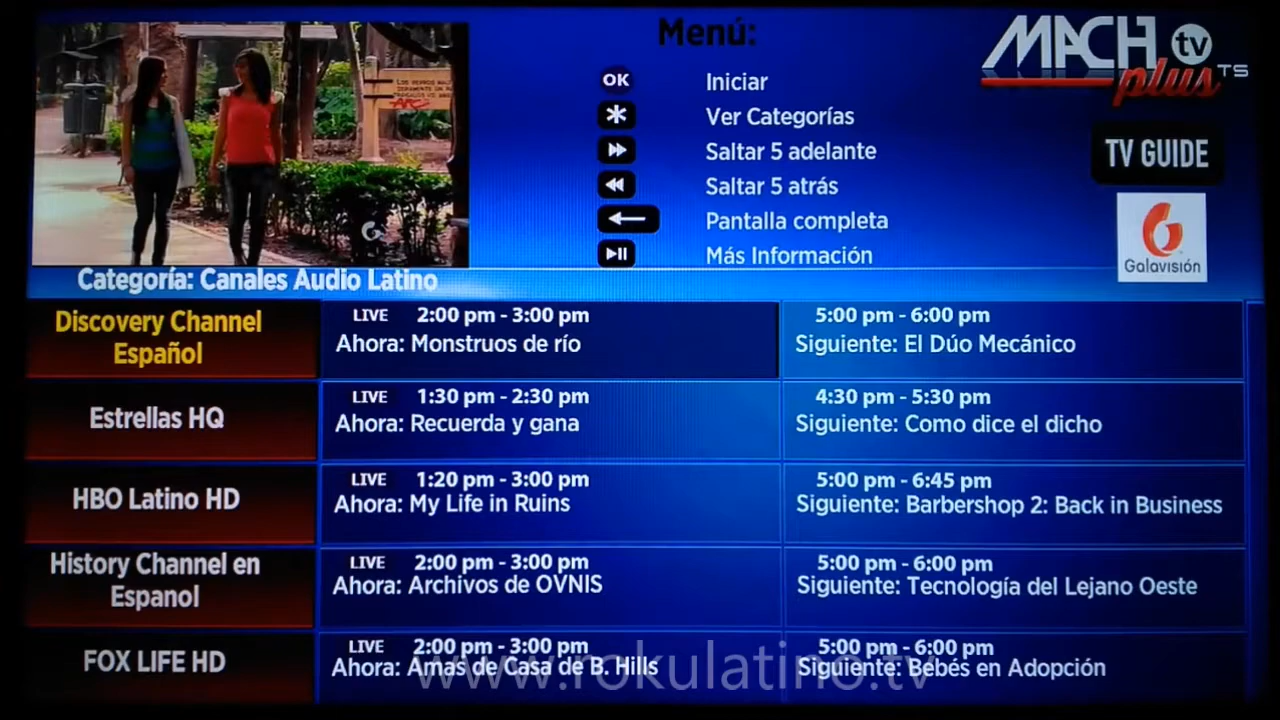 Menú:
OK Iniciar
Ver Categorías
Saltar 5 adelante
Saltar 5 atrás
Pantalla completa
Más Información
MACH tv
plus TS
TV GUIDE
Galavisión
Categoría: Canales Audio Latino
Discovery Channel
Español
LIVE 2:00 pm - 3:00 pm
Ahora: Monstruos de río
5:00 pm - 6:00 pm
Siguiente: El Dúo Mecánico
Estrellas HQ
LIVE 1:30 pm - 2:30 pm
Ahora: Recuerda y gana
4:30 pm - 5:30 pm
Siguiente: Como dice el dicho
HBO Latino HD
LIVE 1:20 pm - 3:00 pm
Ahora: My Life in Ruins
5:00 pm - 6:45 pm
Siguiente: Barbershop 2: Back in Business
History Channel en
Espanol
LIVE 2:00 pm - 3:00 pm
Ahora: Archivos de OVNIS
5:00 pm - 6:00 pm
Siguiente: Tecnología del Lejano Oeste
FOX LIFE HD
LIVE 2:00 pm - 3:00 pm
Ahora: Amas de Casa de B. Hills
5:00 pm - 6:00 pm
Siguiente: Bebés en Adopción
www.rokulatino.tv